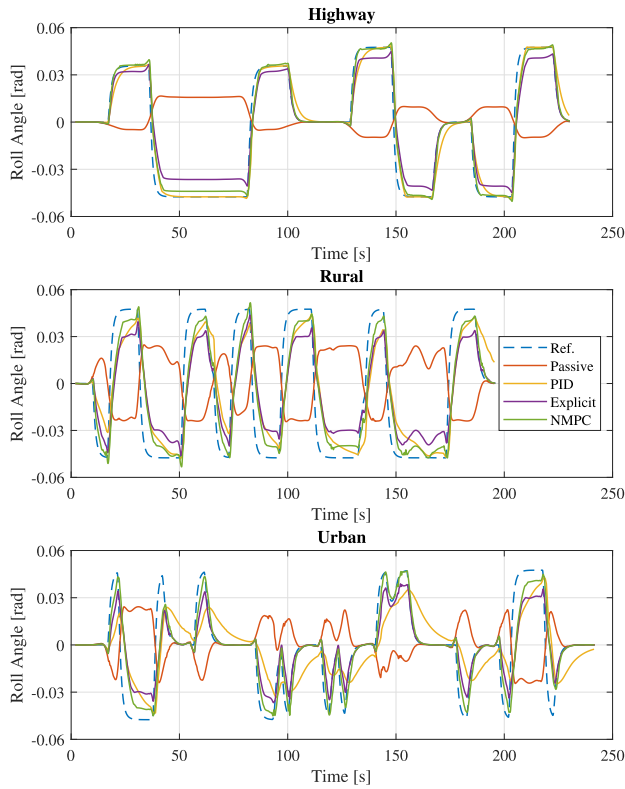 Highway
0.06
0.03
0
-0.03
-0.06
Roll Angle [rad]
0 50 100 150 200 250
Time [s]
Rural
0.06
0.03
0
-0.03
-0.06
Roll Angle [rad]
Ref.
Passive
PID
Explicit
NMPC
0 50 100 150 200 250
Time [s]
Urban
0.06
0.03
0
-0.03
-0.06
Roll Angle [rad]
0 50 100 150 200 250
Time [s]